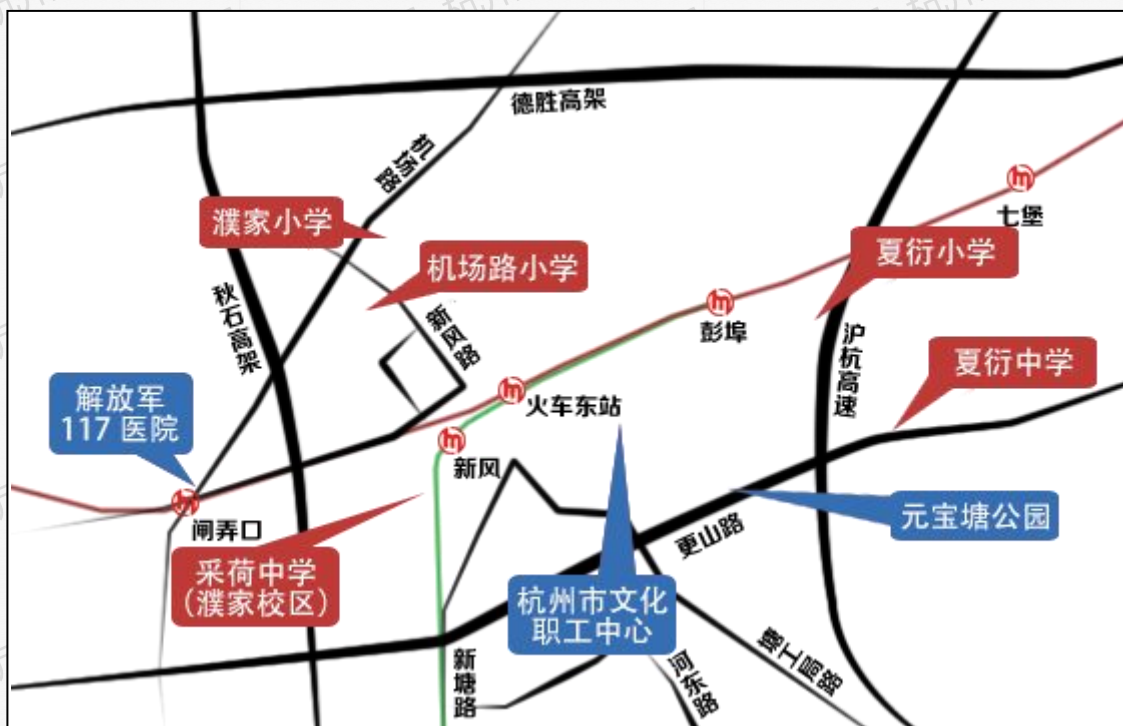 德胜高架
机场路
濮家小学
七堡
机场路小学
夏衍小学
秋石高架
新风路
彭埠
沪杭高速
夏衍中学
解放军
117 医院
火车东站
新风
闸弄口
元宝塘公园
艮山路
采荷中学
(濮家校区)
杭州市文化
职工中心
新塘路
河东路
塘工局路